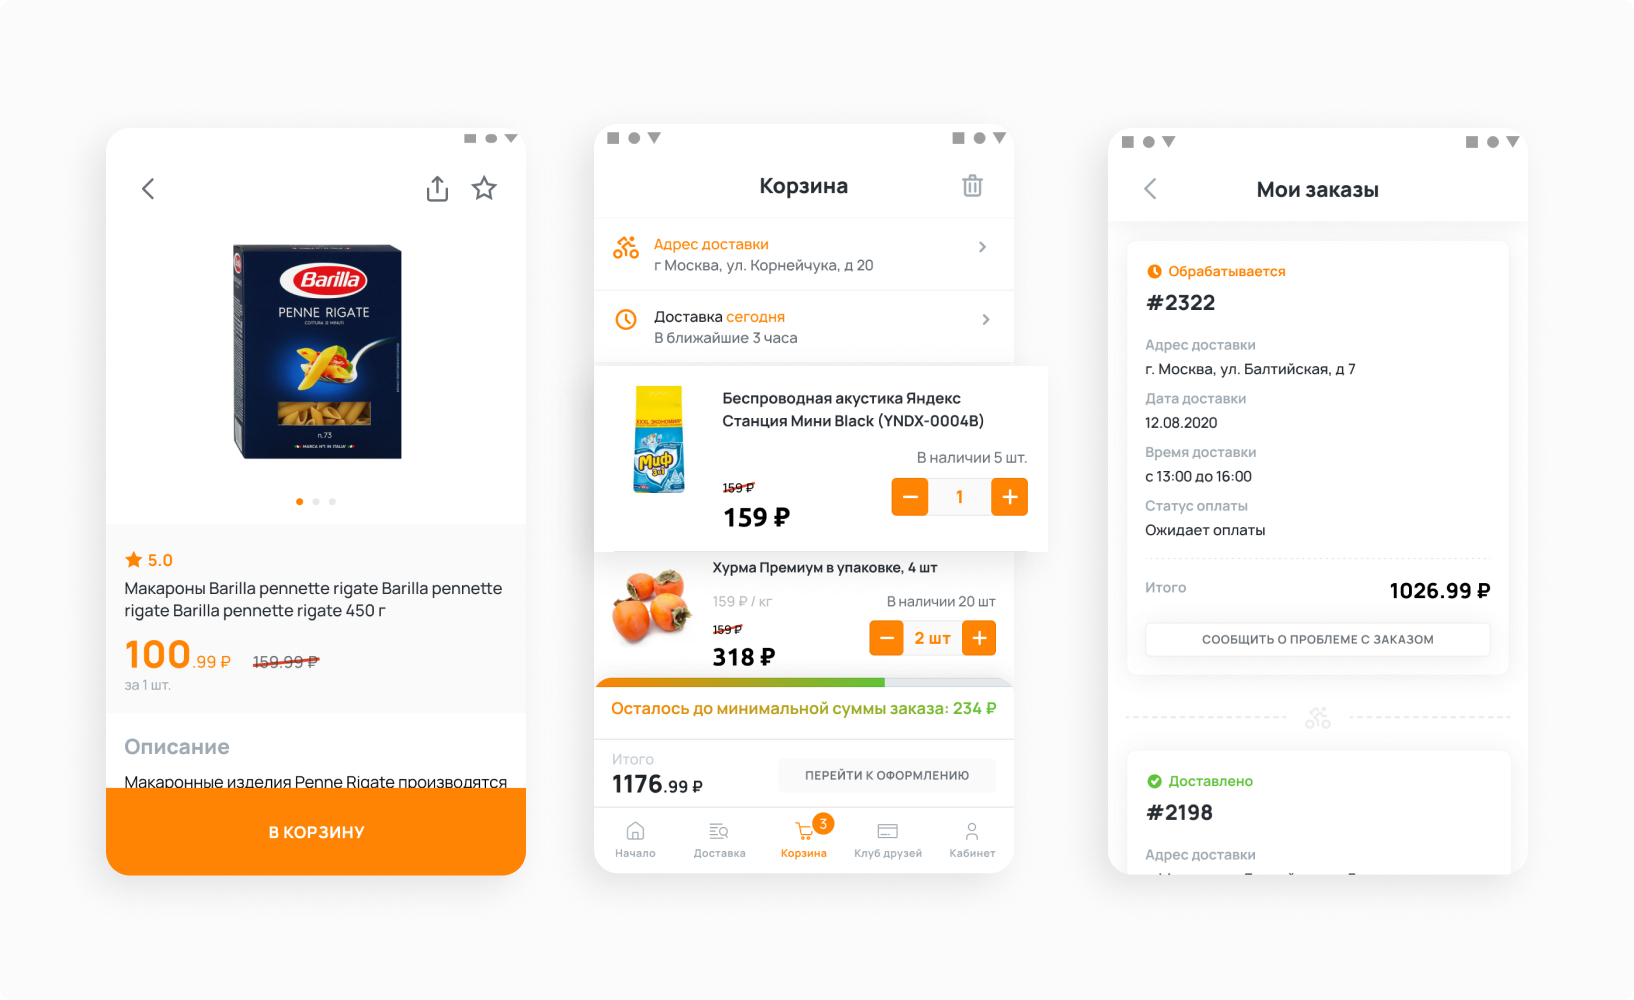 Barilla
PENNE RIGATE
n.73
5.0
Макароны Barilla pennette rigate Barilla pennette
rigate Barilla pennette rigate 450 г
100.99 ₽ 159.99 ₽
за 1 шт.
Описание
Макаронные изделия Penne Rigate производятся
В КОРЗИНУ
Корзина
Адрес доставки
г Москва, ул. Корнейчука, д 20
Доставка сегодня
В ближайшие 3 часа
XXXL ЭКОНОМИЯ!
Миф
3в1
Беспроводная акустика Яндекс
Станция Мини Black (YNDX-0004B)
В наличии 5 шт.
159 ₽
159 ₽
1
Хурма Премиум в упаковке, 4 шт
159 ₽ / кг
В наличии 20 шт
159 ₽
318 ₽
2 шт
Осталось до минимальной суммы заказа: 234 ₽
Итого
1176.99 ₽
ПЕРЕЙТИ К ОФОРМЛЕНИЮ
3
Начало Доставка Корзина Клуб друзей Кабинет
Мои заказы
Обрабатывается
#2322
Адрес доставки
г. Москва, ул. Балтийская, д 7
Дата доставки
12.08.2020
Время доставки
с 13:00 до 16:00
Статус оплаты
Ожидает оплаты
Итого 1026.99 ₽
СООБЩИТЬ О ПРОБЛЕМЕ С ЗАКАЗОМ
Доставлено
#2198
Адрес доставки